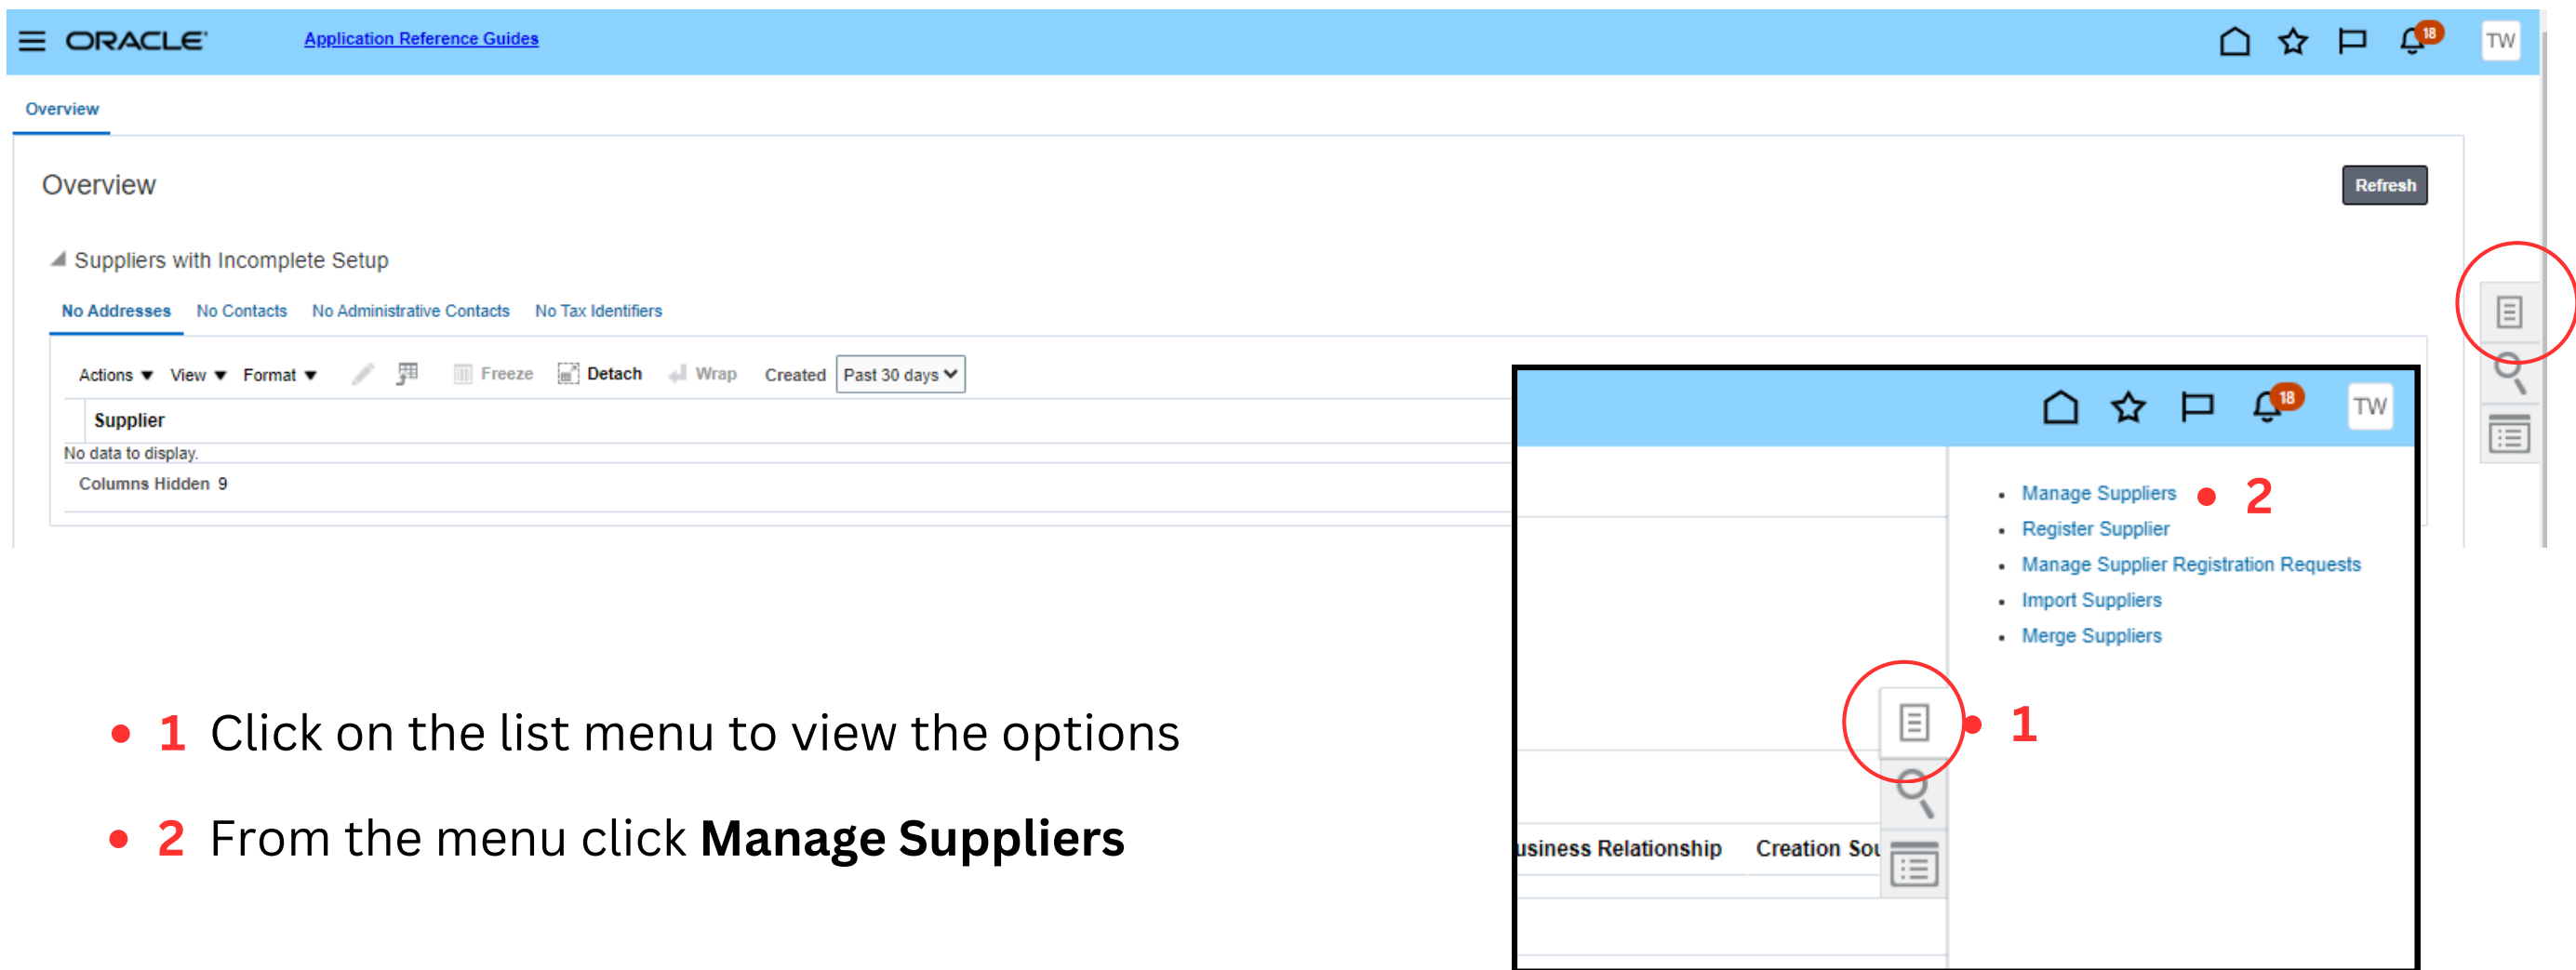 ORACLE
Application Reference Guides
18
TW
Overview
Overview
Refresh
Suppliers with Incomplete Setup
No Addresses No Contacts No Administrative Contacts No Tax Identifiers
Actions View Format Freeze Detach Wrap Created Past 30 days
Supplier
No data to display.
Columns Hidden 9
18
TW
Manage Suppliers • 2
Register Supplier
Manage Supplier Registration Requests
Import Suppliers
Merge Suppliers
• 1
usiness Relationship Creation Sou
• 1 Click on the list menu to view the options
• 2 From the menu click Manage Suppliers